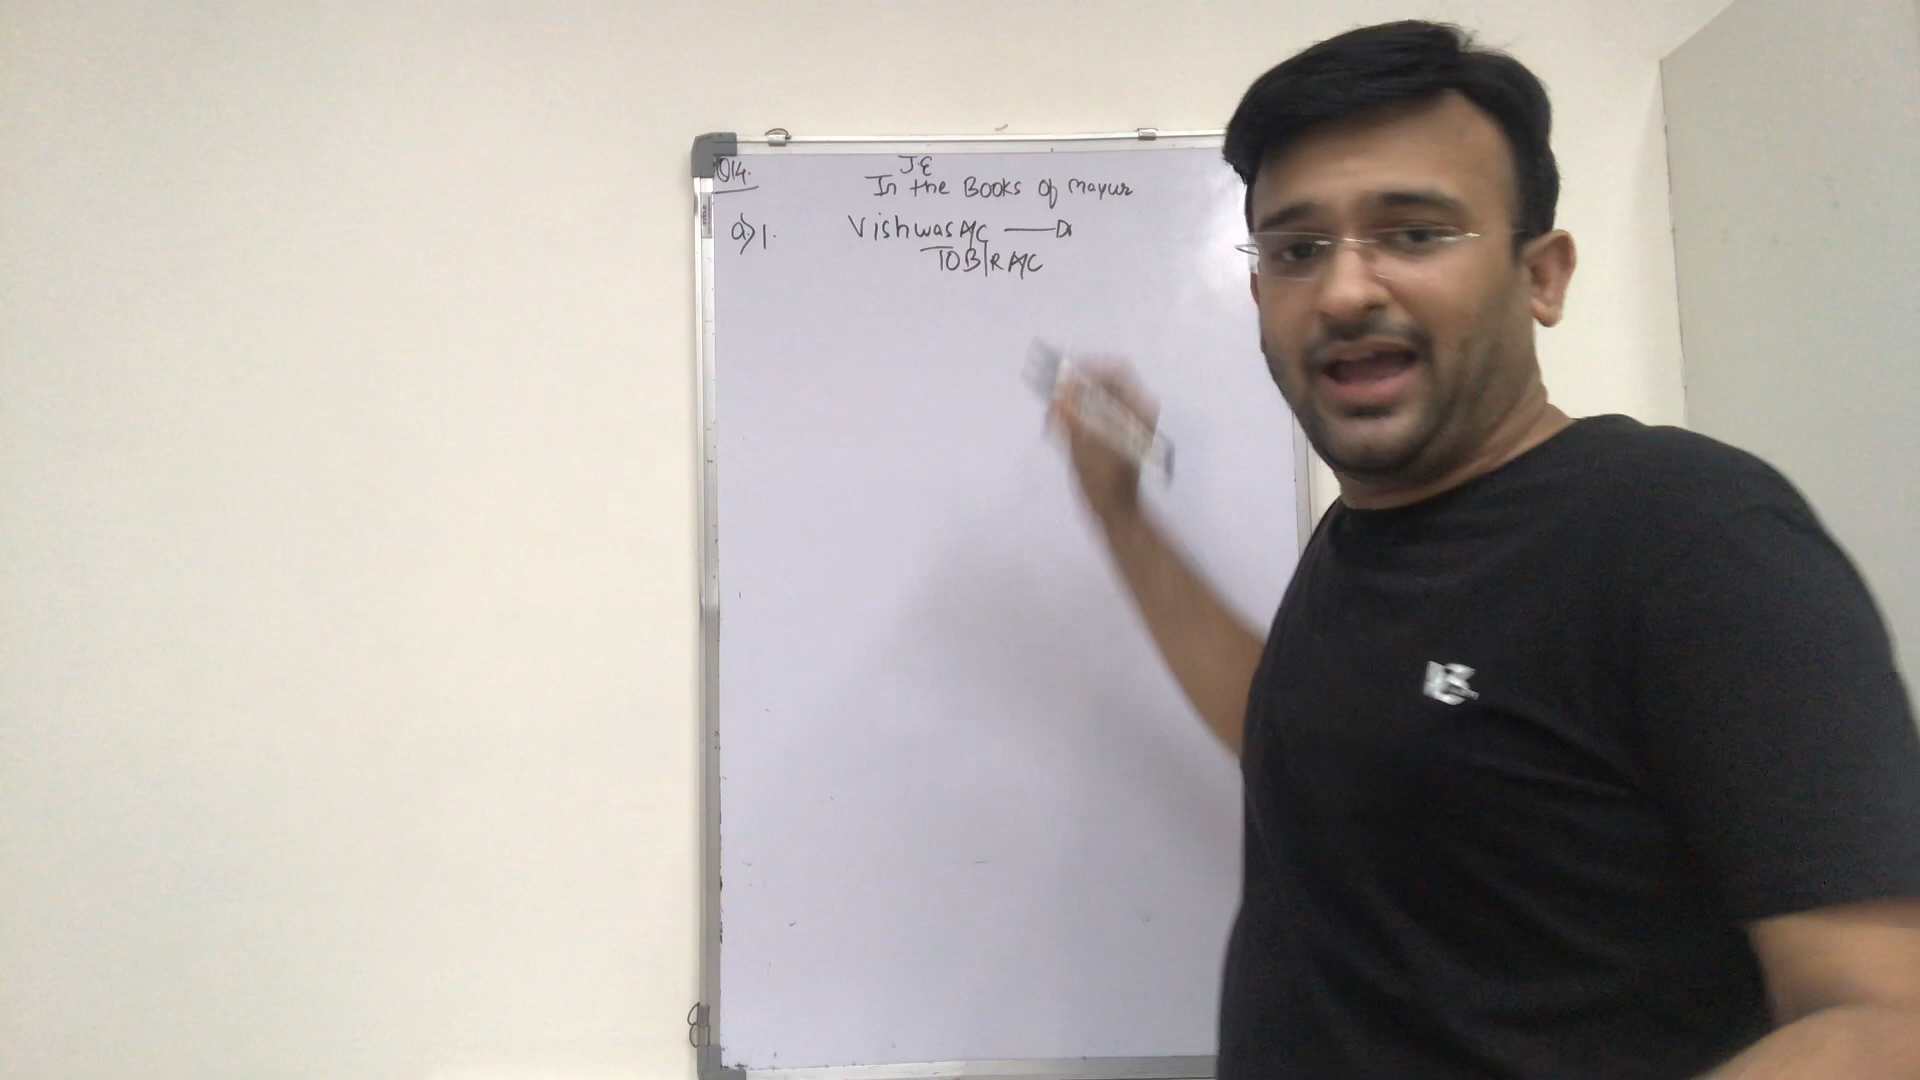 Q14.
J.E
In the Books of Mayur
a) 1. Vishwas A/C —— Dr
To B/R A/C